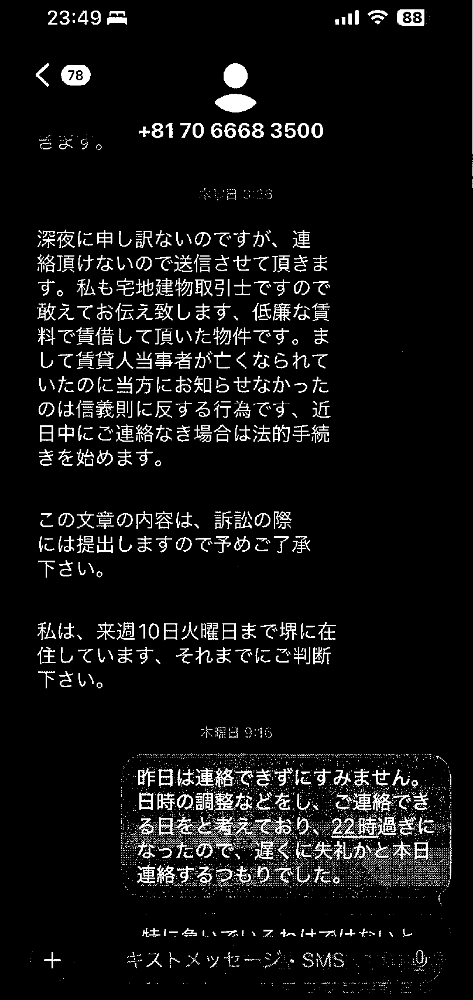 23:49
88
78
+81 70 6668 3500
きます。
水曜日 3:26
深夜に申し訳ないのですが、連
絡頂けないので送信させて頂きま
す。私も宅地建物取引士ですので
敢えてお伝え致します、低廉な賃
料で賃借して頂いた物件です。ま
して賃貸人当事者が亡くなられて
いたのに当方にお知らせなかった
のは信義則に反する行為です、近
日中にご連絡なき場合は法的手続
きを始めます。
この文章の内容は、訴訟の際
には提出しますので予めご了承
下さい。
私は、来週10日火曜日まで堺に在
住しています、それまでにご判断
下さい。
木曜日 9:16
昨日は連絡できずにすみません。
日時の調整などをし、ご連絡でき
る日をと考えており、22時過ぎに
なったので、遅くに失礼かと本日
連絡するつもりでした。
特に急いでいるわけではないと
キストメッセージ・SMS